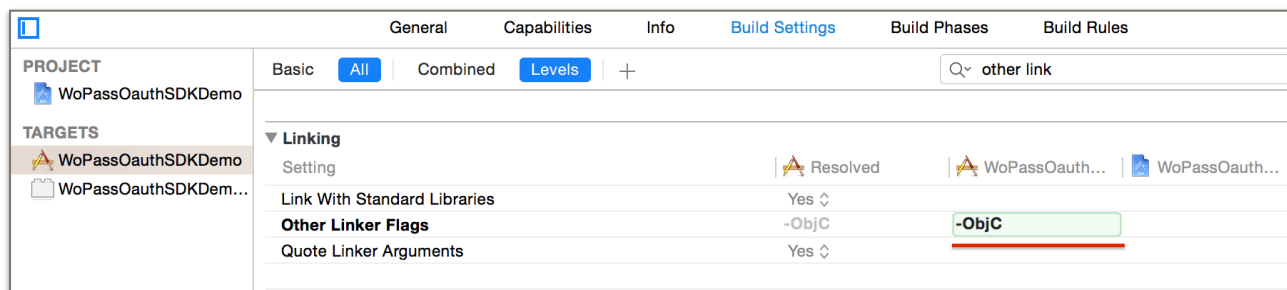 General Capabilities Info Build Settings Build Phases Build Rules
PROJECT
WoPassOauthSDKDemo
TARGETS
WoPassOauthSDKDemo
WoPassOauthSDKDem...
Basic All Combined Levels + other link
Linking
Setting Resolved WoPassOauth... WoPassOauth...
Link With Standard Libraries Yes
Other Linker Flags -ObjC -ObjC
Quote Linker Arguments Yes